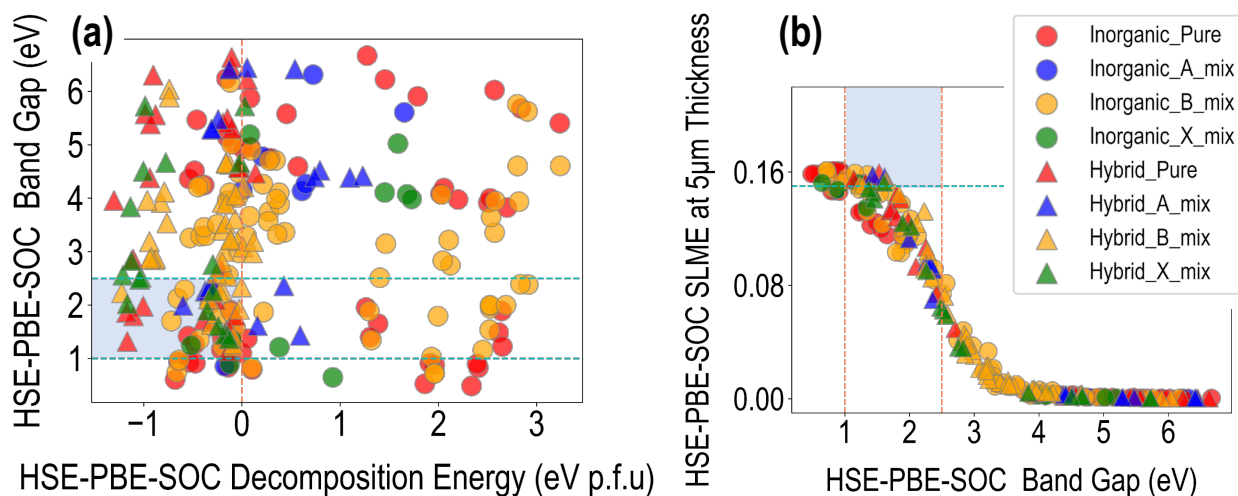 (a)
HSE-PBE-SOC Band Gap (eV)
6
5
4
3
2
1
−1
0
1
2
3
HSE-PBE-SOC Decomposition Energy (eV p.f.u)
(b)
HSE-PBE-SOC SLME at 5μm Thickness
0.16
0.08
0.00
1
2
3
4
5
6
HSE-PBE-SOC Band Gap (eV)
Inorganic_Pure
Inorganic_A_mix
Inorganic_B_mix
Inorganic_X_mix
Hybrid_Pure
Hybrid_A_mix
Hybrid_B_mix
Hybrid_X_mix